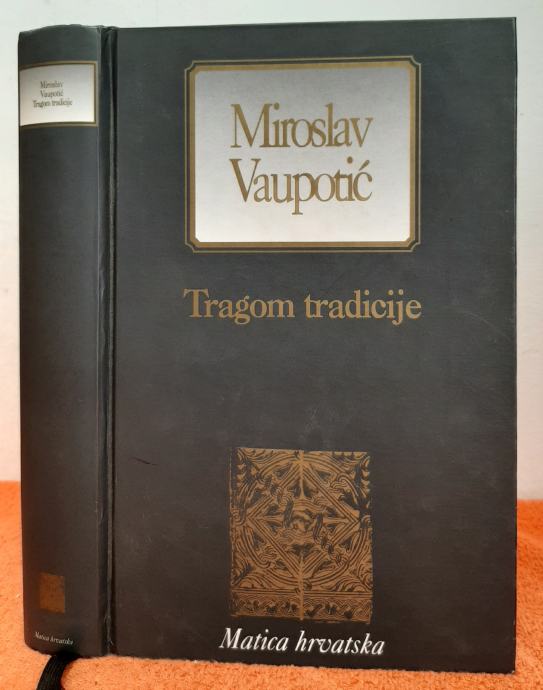 Miroslav
Vaupotić
Tragom tradicije
Matica hrvatska
Miroslav
Vaupotić
Tragom tradicije
Matica hrvatska